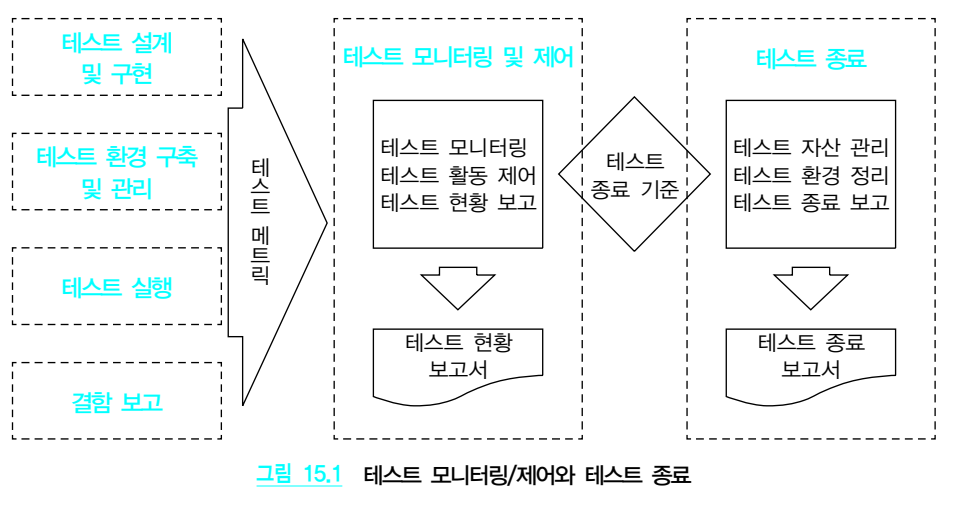 테스트 설계
및 구현
테스트 환경 구축
및 관리
테스트 실행
결함 보고
테스트 메트릭
테스트 모니터링 및 제어
테스트 모니터링
테스트 활동 제어
테스트 현황 보고
테스트 현황
보고서
테스트
종료 기준
테스트 종료
테스트 자산 관리
테스트 환경 정리
테스트 종료 보고
테스트 종료
보고서
그림 15.1 테스트 모니터링/제어와 테스트 종료